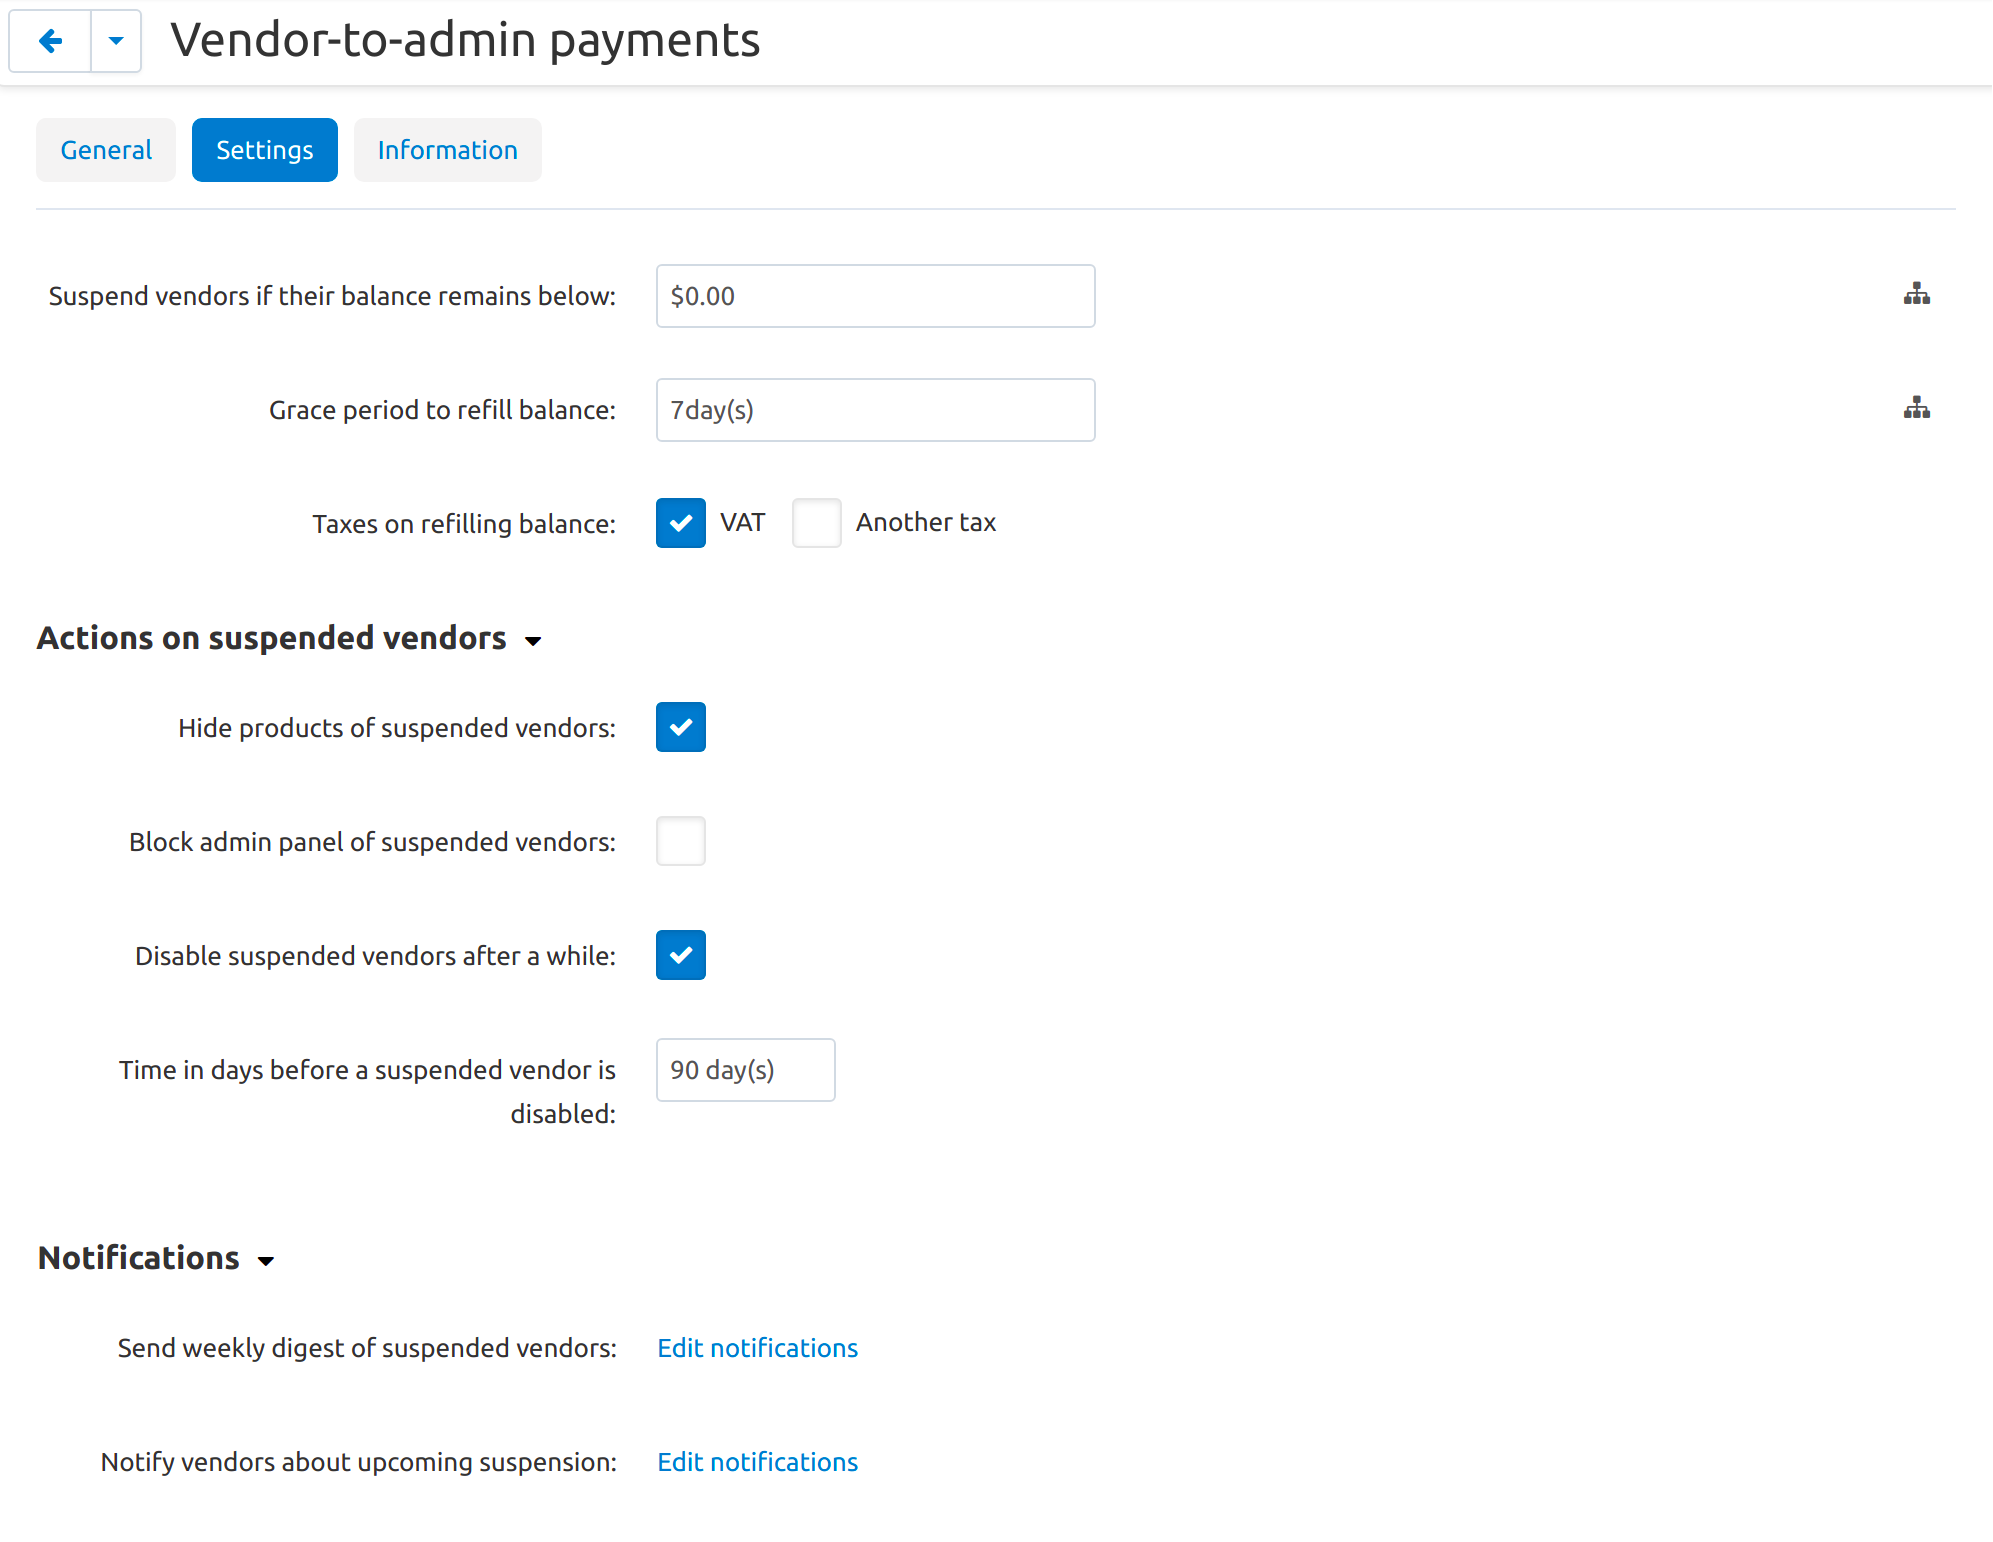 Vendor-to-admin payments
General Settings Information
Suspend vendors if their balance remains below: $0.00
Grace period to refill balance: 7day(s)
Taxes on refilling balance: VAT Another tax
Actions on suspended vendors
Hide products of suspended vendors:
Block admin panel of suspended vendors:
Disable suspended vendors after a while:
Time in days before a suspended vendor is 90 day(s)
disabled:
Notifications
Send weekly digest of suspended vendors: Edit notifications
Notify vendors about upcoming suspension: Edit notifications